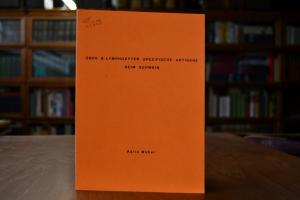 ÜBER B-LYMPHOZYTEN SPEZIFISCHE ANTIGENE
BEIM SCHWEIN
Karin Weber